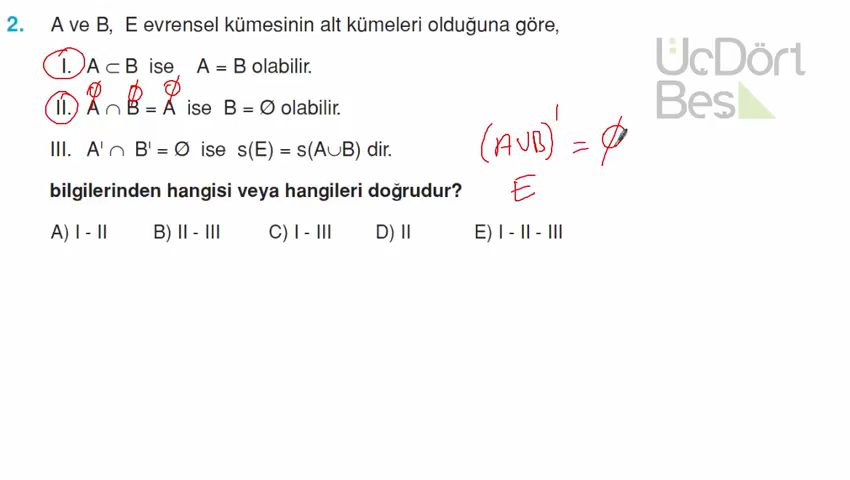 2. A ve B, E evrensel kümesinin alt kümeleri olduğuna göre,
ÜçDört
Beş
I. A ⊂ B ise A = B olabilir.
∅ ∅ ∅
II. A ∩ B = A ise B = Ø olabilir.
(A∪B)' = ∅
III. A' ∩ B' = Ø ise s(E) = s(A∪B) dir.
E
bilgilerinden hangisi veya hangileri doğrudur?
A) I - II B) II - III C) I - III D) II E) I - II - III